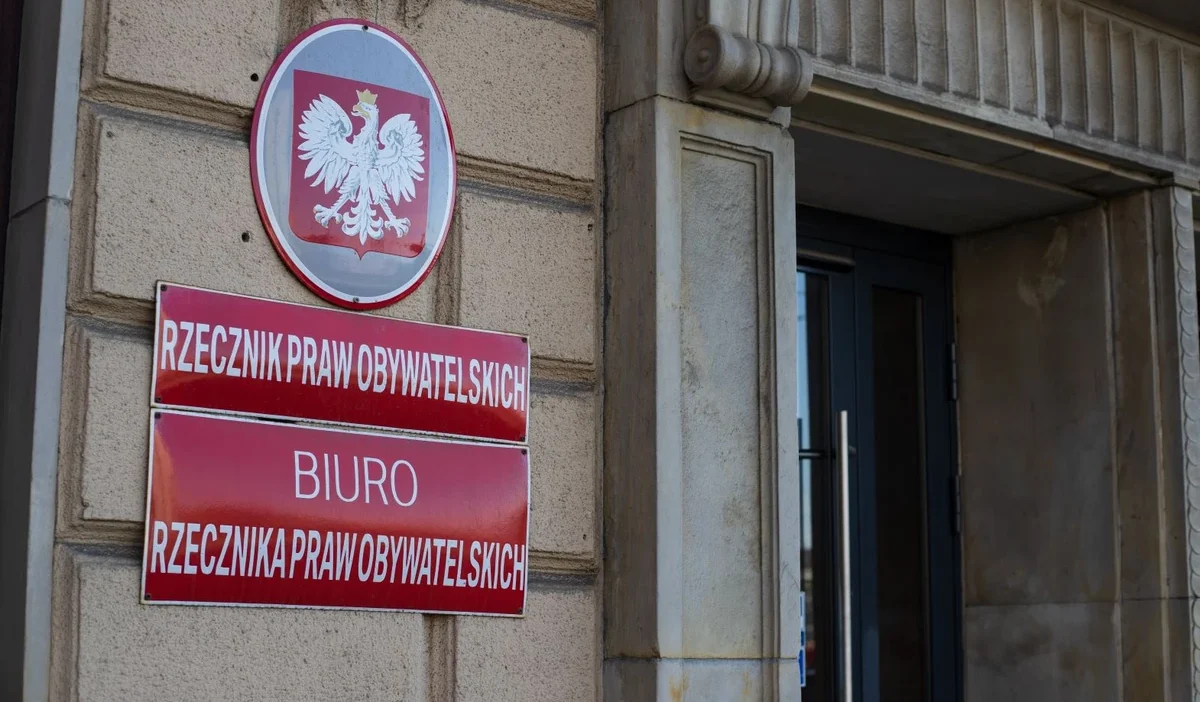 RZECZNIK PRAW OBYWATELSKICH
BIURO
RZECZNIKA PRAW OBYWATELSKICH